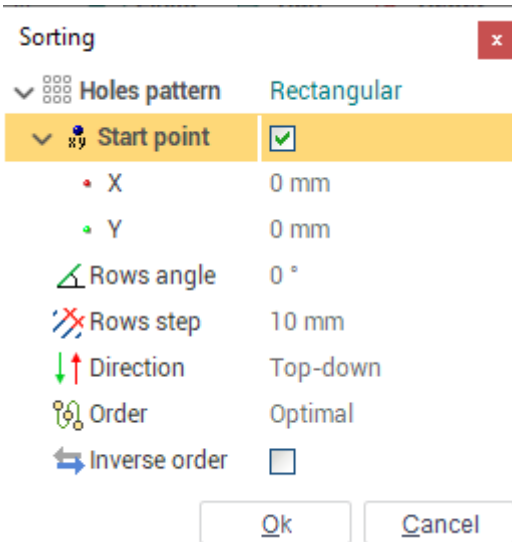 Sorting
x
Holes pattern Rectangular
xy Start point
X 0 mm
Y 0 mm
Rows angle 0 °
Rows step 10 mm
Direction Top-down
Order Optimal
Inverse order
Ok Cancel